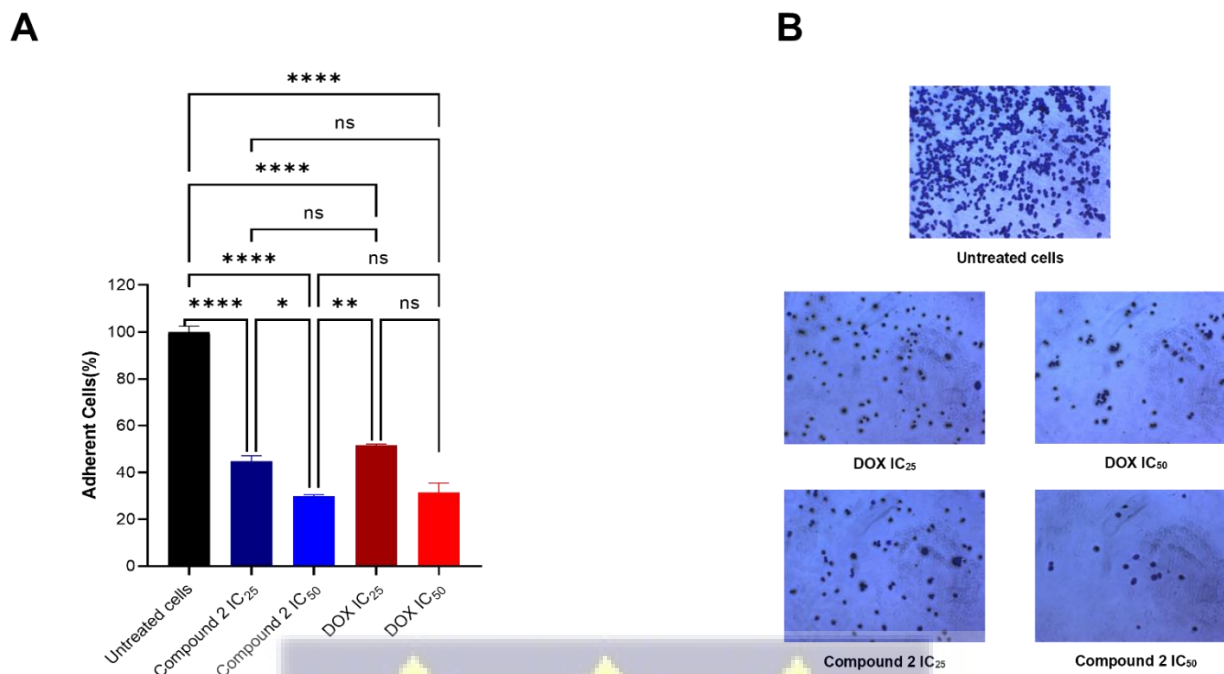 A
B
****
ns
****
ns
****
ns
****
*
**
ns
120
100
80
60
40
20
0
Adherent Cells(%)
Untreated cells
Compound 2 IC₂₅
Compound 2 IC₅₀
DOX IC₂₅
DOX IC₅₀
Untreated cells
DOX IC₂₅
DOX IC₅₀
Compound 2 IC₂₅
Compound 2 IC₅₀